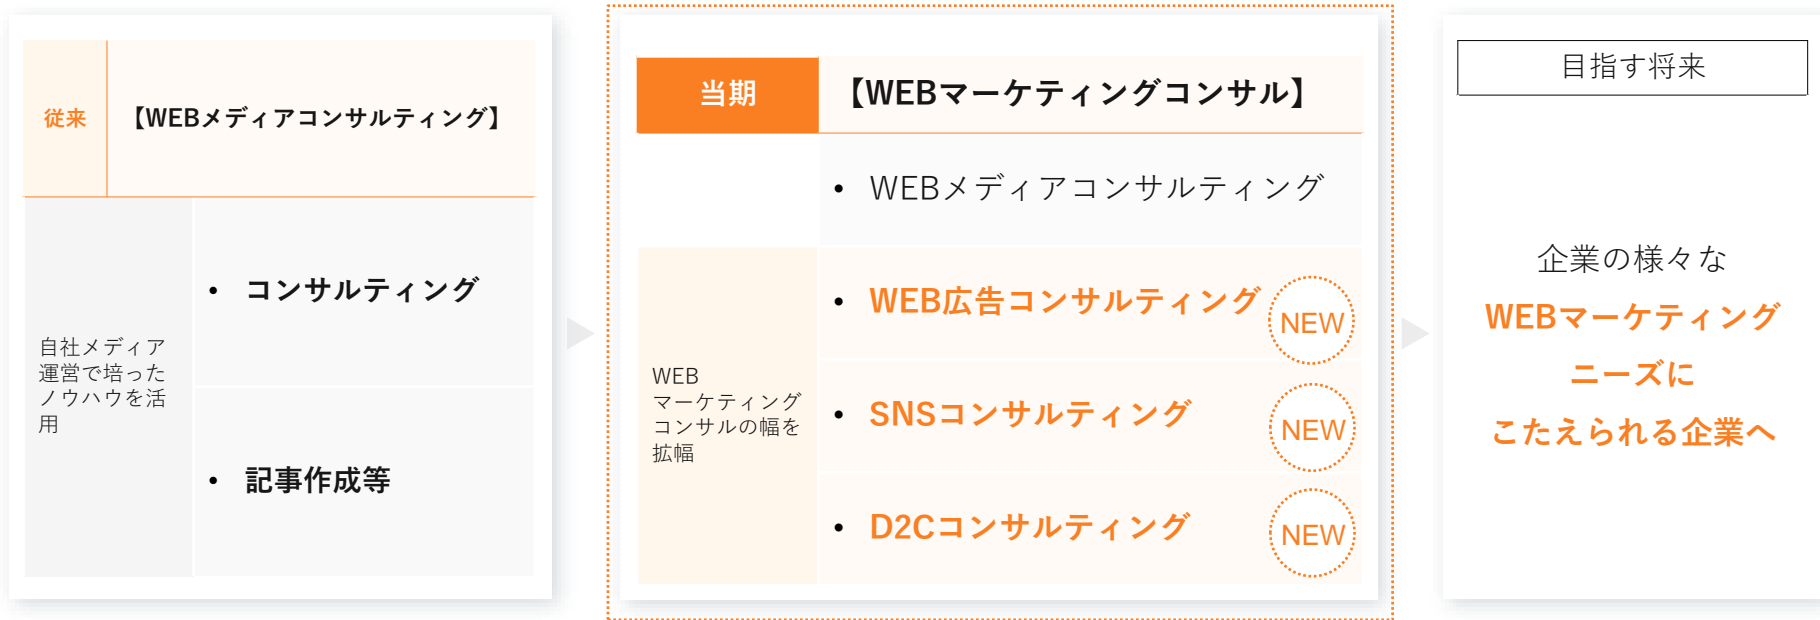 従来
【WEBメディアコンサルティング】
自社メディア
運営で培った
ノウハウを活
用
• コンサルティング
• 記事作成等
当期
【WEBマーケティングコンサル】
• WEBメディアコンサルティング
WEB
マーケティング
コンサルの幅を
拡幅
• WEB広告コンサルティング
NEW
• SNSコンサルティング
NEW
• D2Cコンサルティング
NEW
目指す将来
企業の様々な
WEBマーケティング
ニーズに
こたえられる企業へ